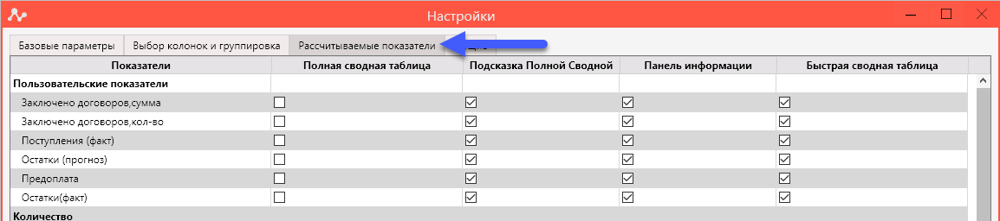 Настройки
Базовые параметры Выбор колонок и группировка Рассчитываемые показатели
Показатели Полная сводная таблица Подсказка Полной Сводной Панель информации Быстрая сводная таблица
Пользовательские показатели
Заключено договоров,сумма
Заключено договоров,кол-во
Поступления (факт)
Остатки (прогноз)
Предоплата
Остатки(факт)
Количество